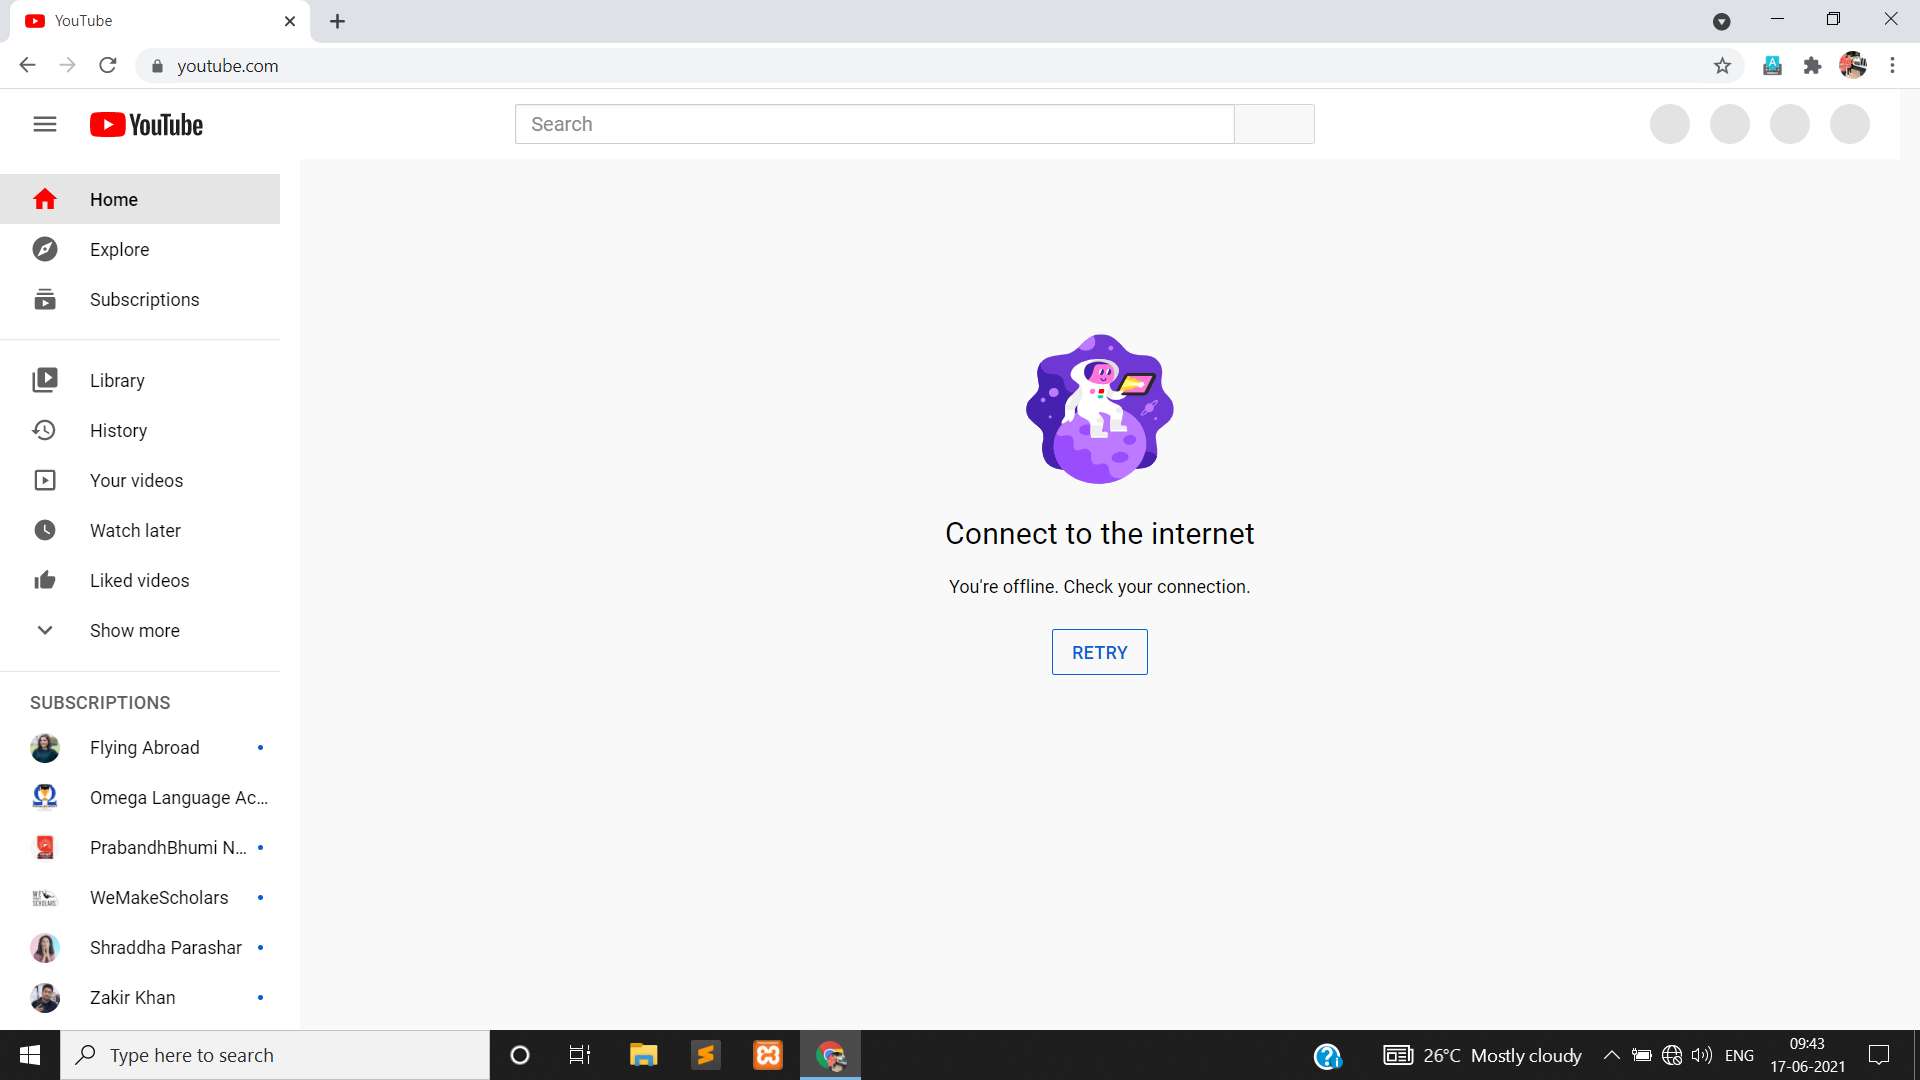 YouTube
youtube.com
YouTube
Search
Home
Explore
Subscriptions
Library
History
Your videos
Watch later
Liked videos
Show more
SUBSCRIPTIONS
Flying Abroad
Omega Language Ac...
PrabandhBhumi N...
WeMakeScholars
Shraddha Parashar
Zakir Khan
Connect to the internet
You're offline. Check your connection.
RETRY
Type here to search
26°C Mostly cloudy
ENG
09:43
17-06-2021